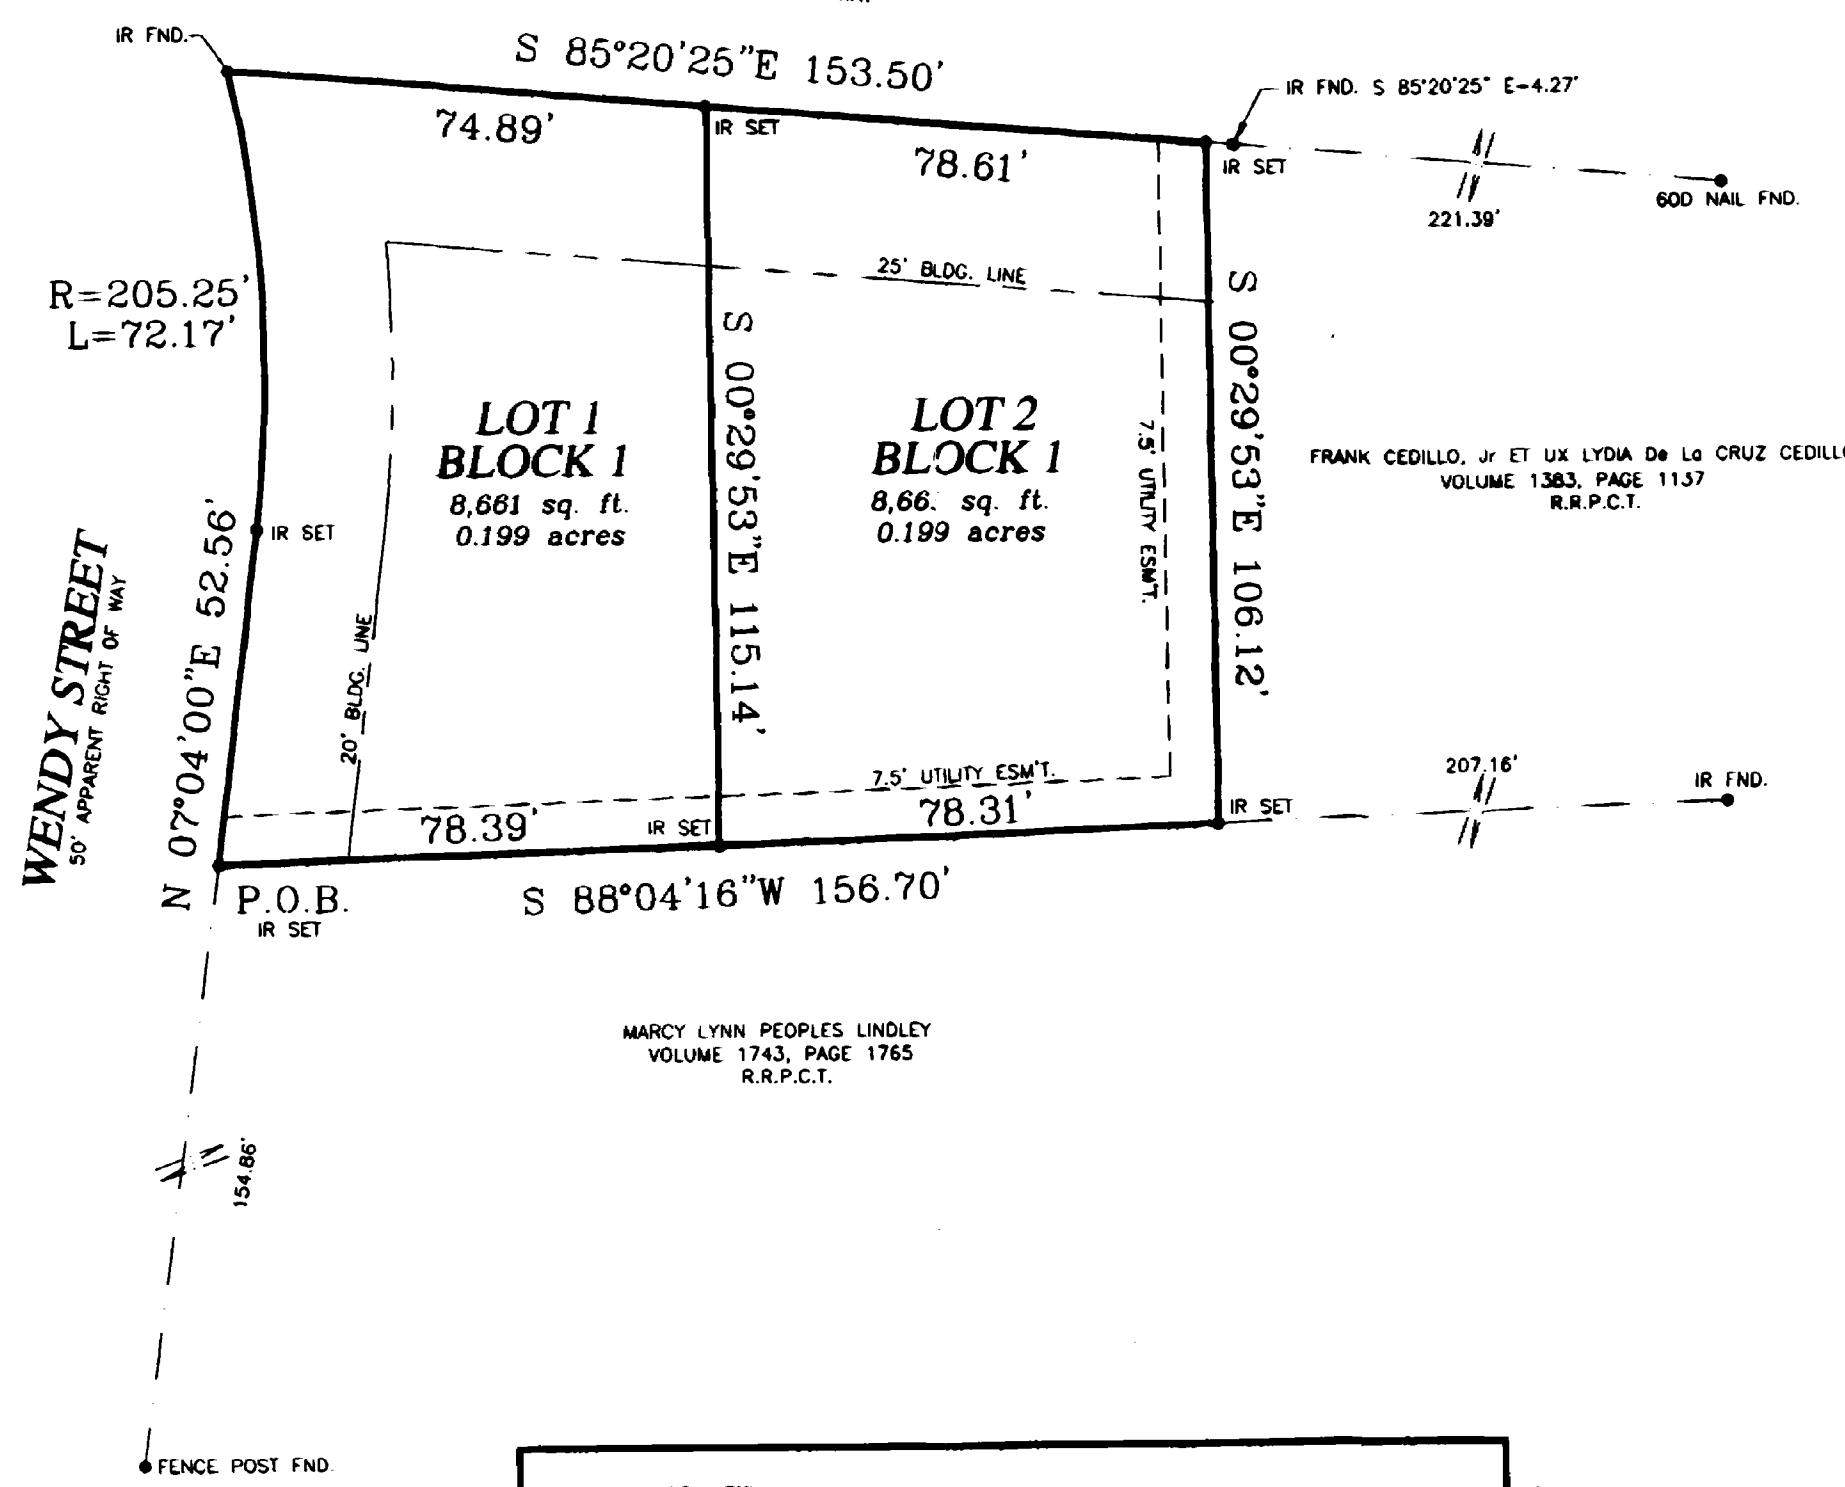 IR FND.
S 85°20'25"E 153.50'
IR FND. S 85°20'25" E-4.27'
74.89'
IR SET
78.61'
IR SET
60D NAIL FND.
221.39'
25' BLDG. LINE
R=205.25'
L=72.17'
S 00°29'53"E 115.14'
S 00°29'53"E 106.12'
LOT 1
BLOCK 1
8,661 sq. ft.
0.199 acres
LOT 2
BLOCK 1
8,66. sq. ft.
0.199 acres
7.5' UTILITY ESM'T.
FRANK CEDILLO, Jr ET UX LYDIA De La CRUZ CEDILLO
VOLUME 1383, PAGE 1137
R.R.P.C.T.
IR SET
N 07°04'00"E 52.56'
WENDY STREET
50' APPARENT RIGHT OF WAY
20' BLDG. LINE
7.5' UTILITY ESM'T.
207.16'
IR FND.
78.39'
IR SET
78.31'
IR SET
P.O.B.
IR SET
S 88°04'16"W 156.70'
MARCY LYNN PEOPLES LINDLEY
VOLUME 1743, PAGE 1765
R.R.P.C.T.
154.86'
FENCE POST FND.